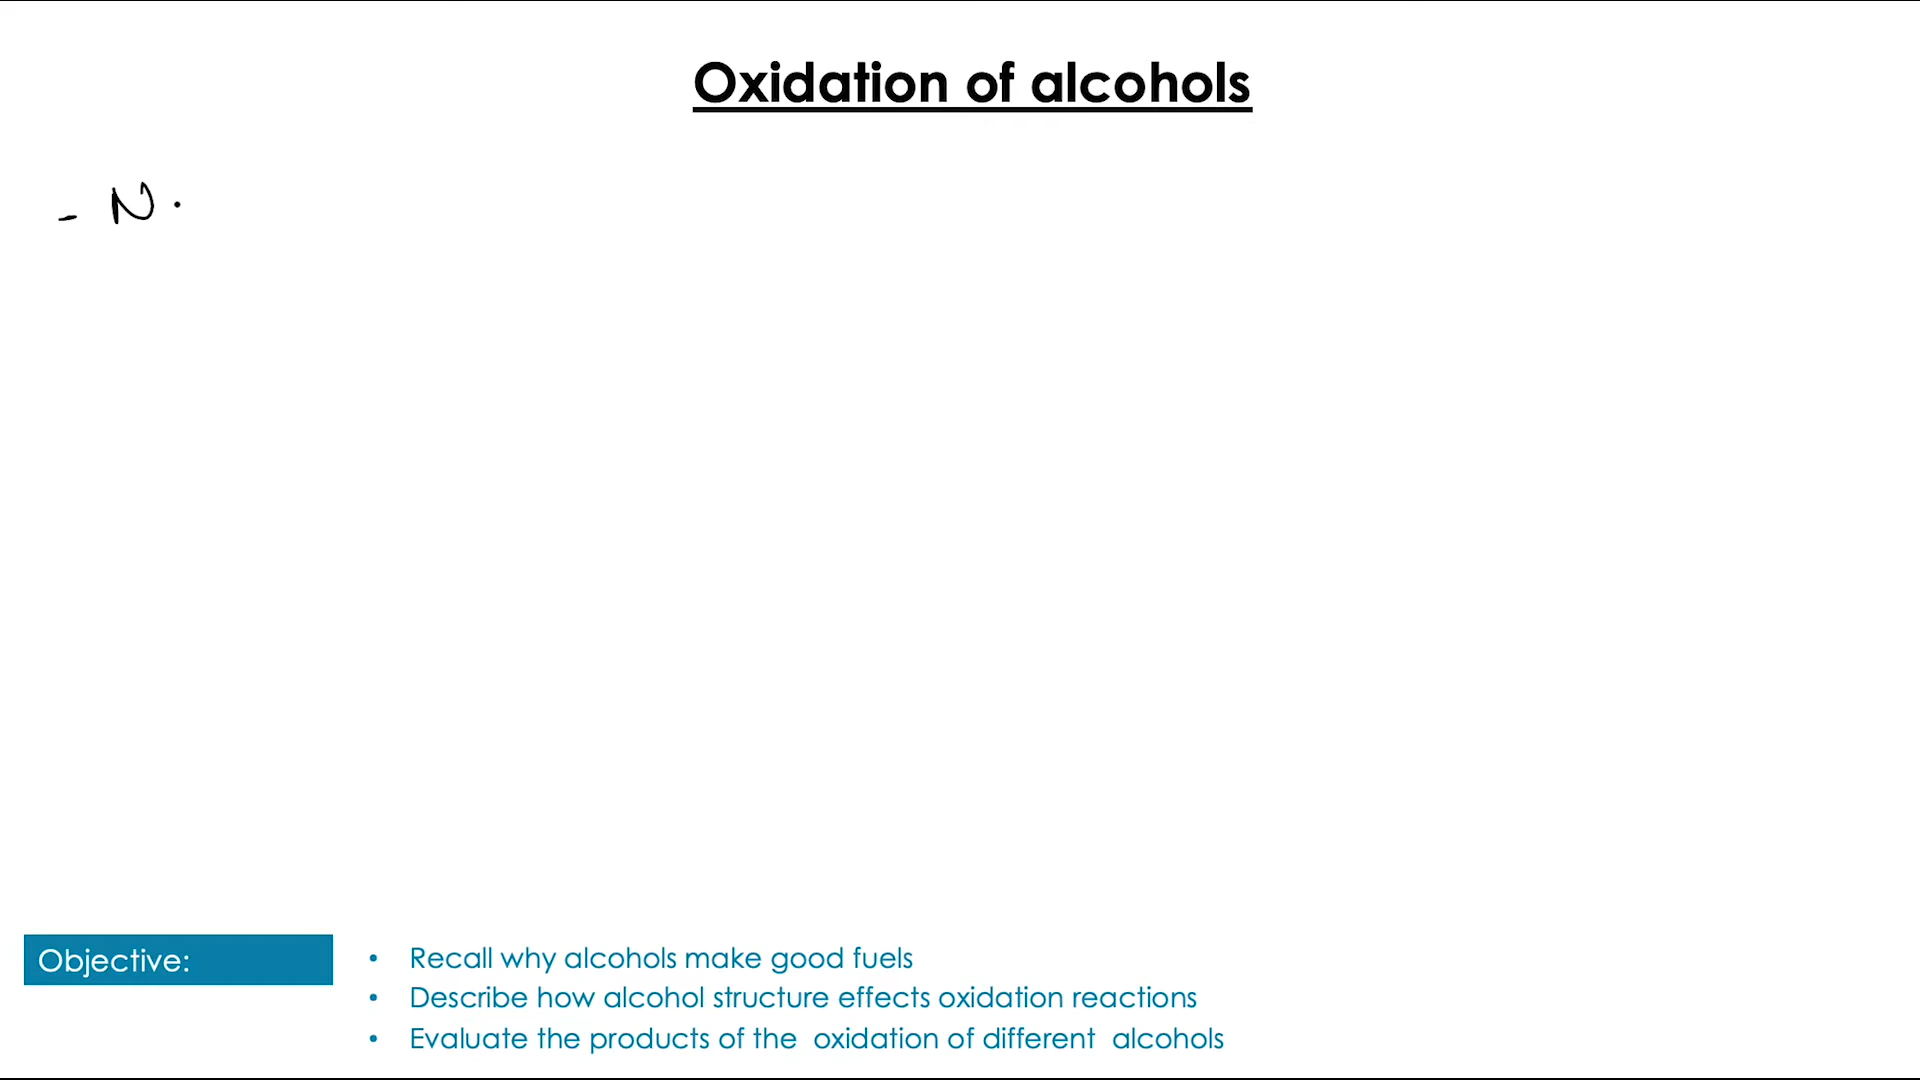 Oxidation of alcohols
- N.
Objective:
• Recall why alcohols make good fuels
• Describe how alcohol structure effects oxidation reactions
• Evaluate the products of the  oxidation of different  alcohols